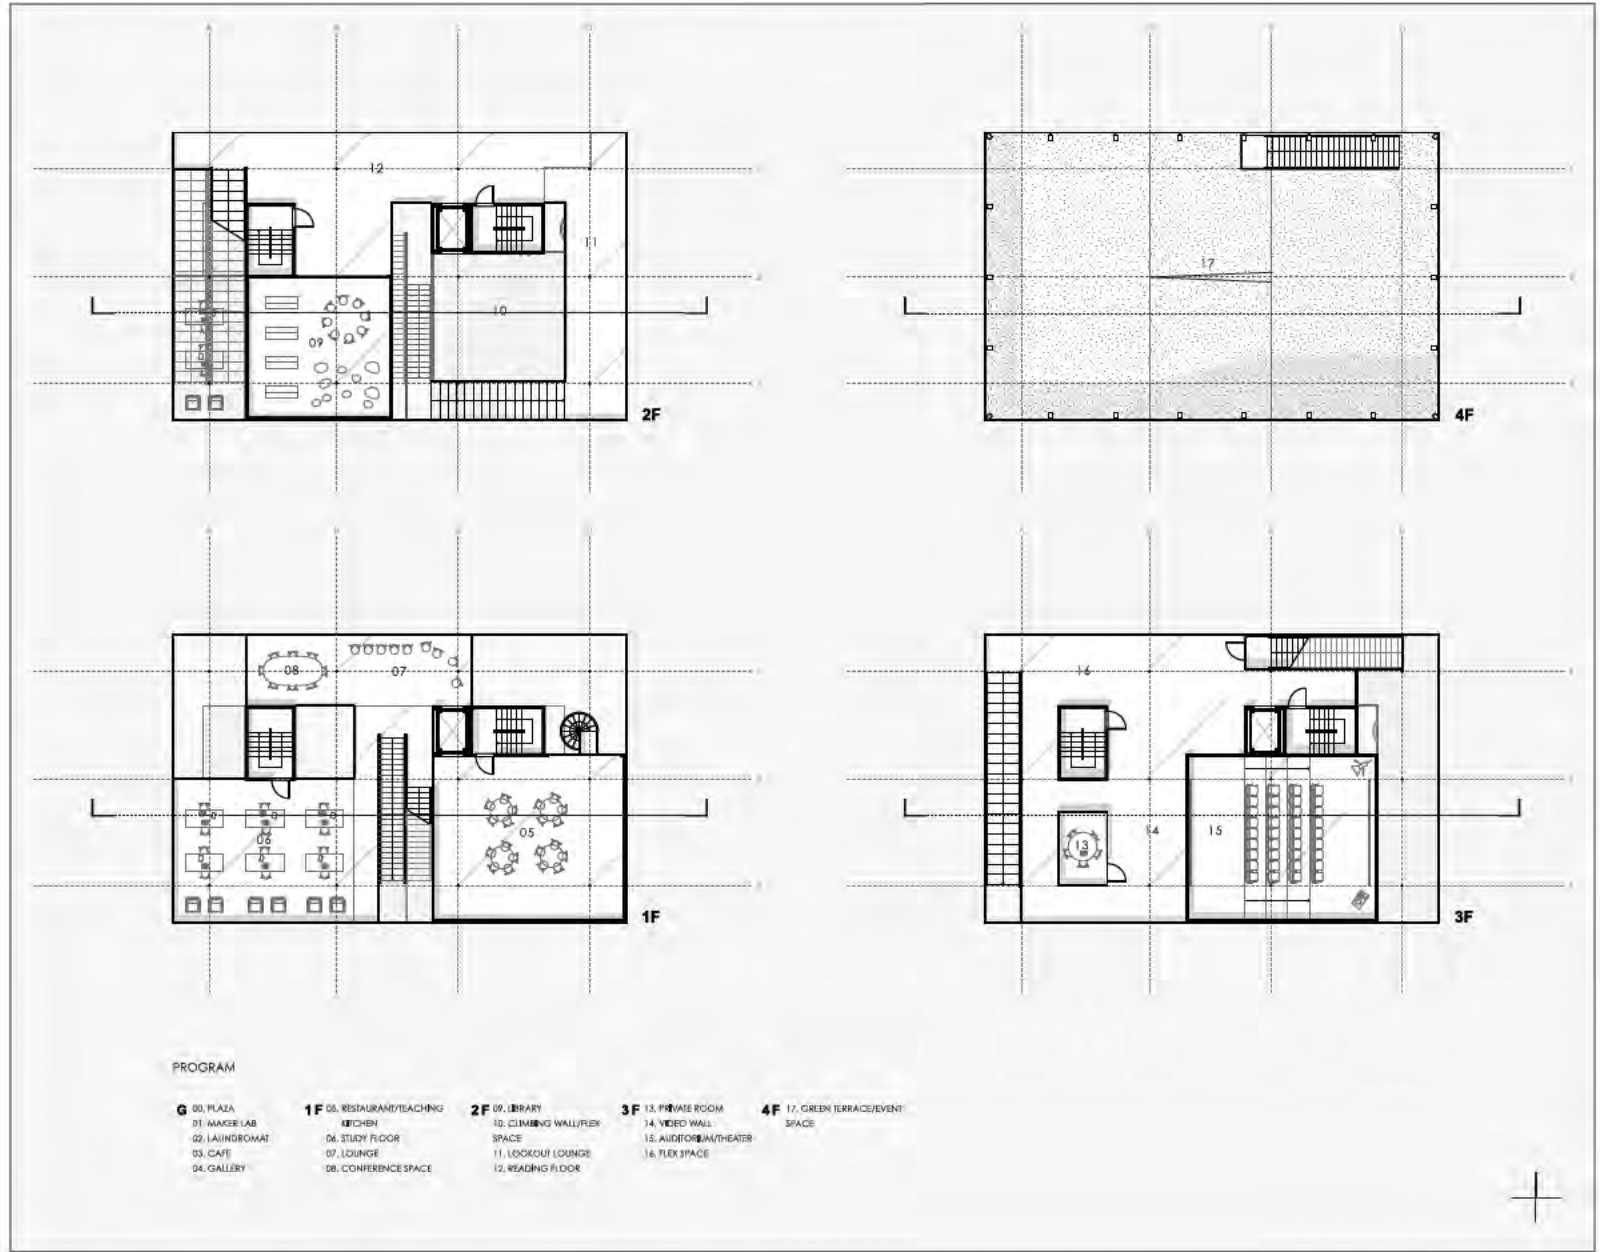 12
11
10
09
2F
17
4F
08
07
06
05
1F
16
14
13
15
3F
PROGRAM
G 00. PLAZA
01. MAKER LAB
02. LAUNDROMAT
03. CAFE
04. GALLERY
1F 05. RESTAURANT/TEACHING
KITCHEN
06. STUDY FLOOR
07. LOUNGE
08. CONFERENCE SPACE
2F 09. LIBRARY
10. CLIMBING WALL/FLEX
SPACE
11. LOOKOUT LOUNGE
12. READING FLOOR
3F 13. PRIVATE ROOM
14. VIDEO WALL
15. AUDITORIUM/THEATER
16. FLEX SPACE
4F 17. GREEN TERRACE/EVENT
SPACE